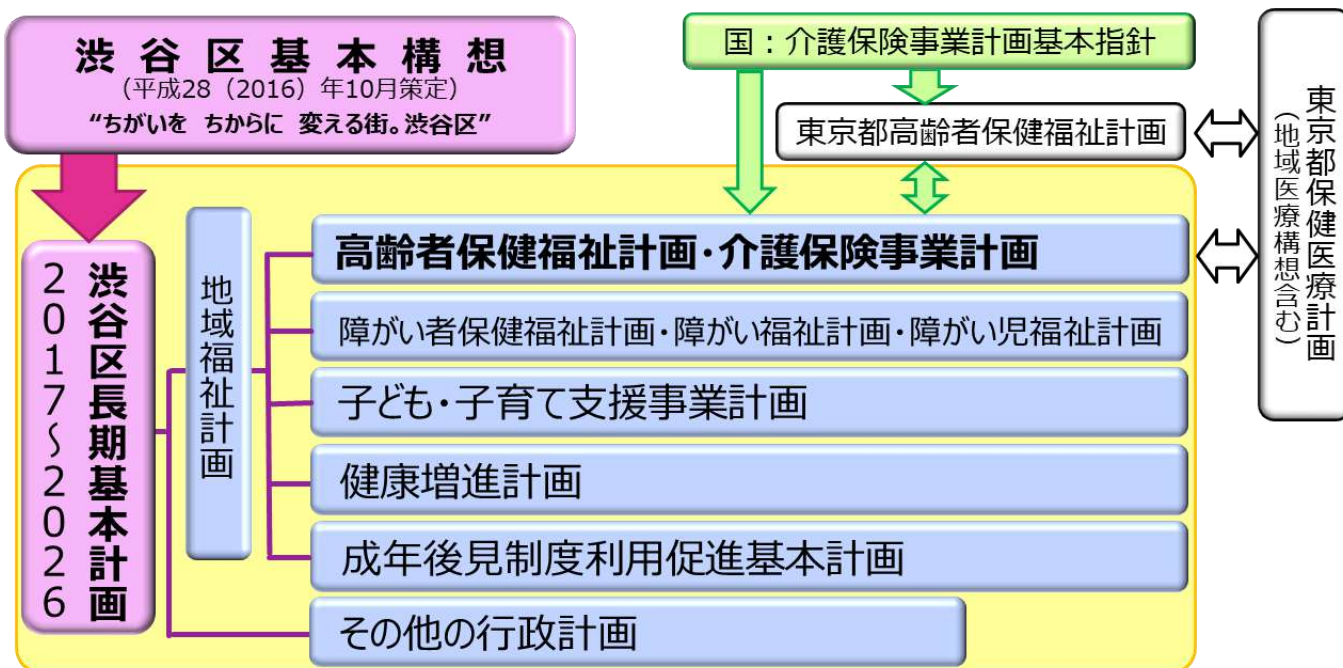 渋谷区基本構想
(平成28(2016)年10月策定)
“ちがいを ちからに 変える街。渋谷区”
国:介護保険事業計画基本指針
東京都高齢者保健福祉計画
東京都保健医療計画
(地域医療構想含む)
渋谷区長期基本計画
2017~2026
地域福祉計画
高齢者保健福祉計画・介護保険事業計画
障がい者保健福祉計画・障がい福祉計画・障がい児福祉計画
子ども・子育て支援事業計画
健康増進計画
成年後見制度利用促進基本計画
その他の行政計画